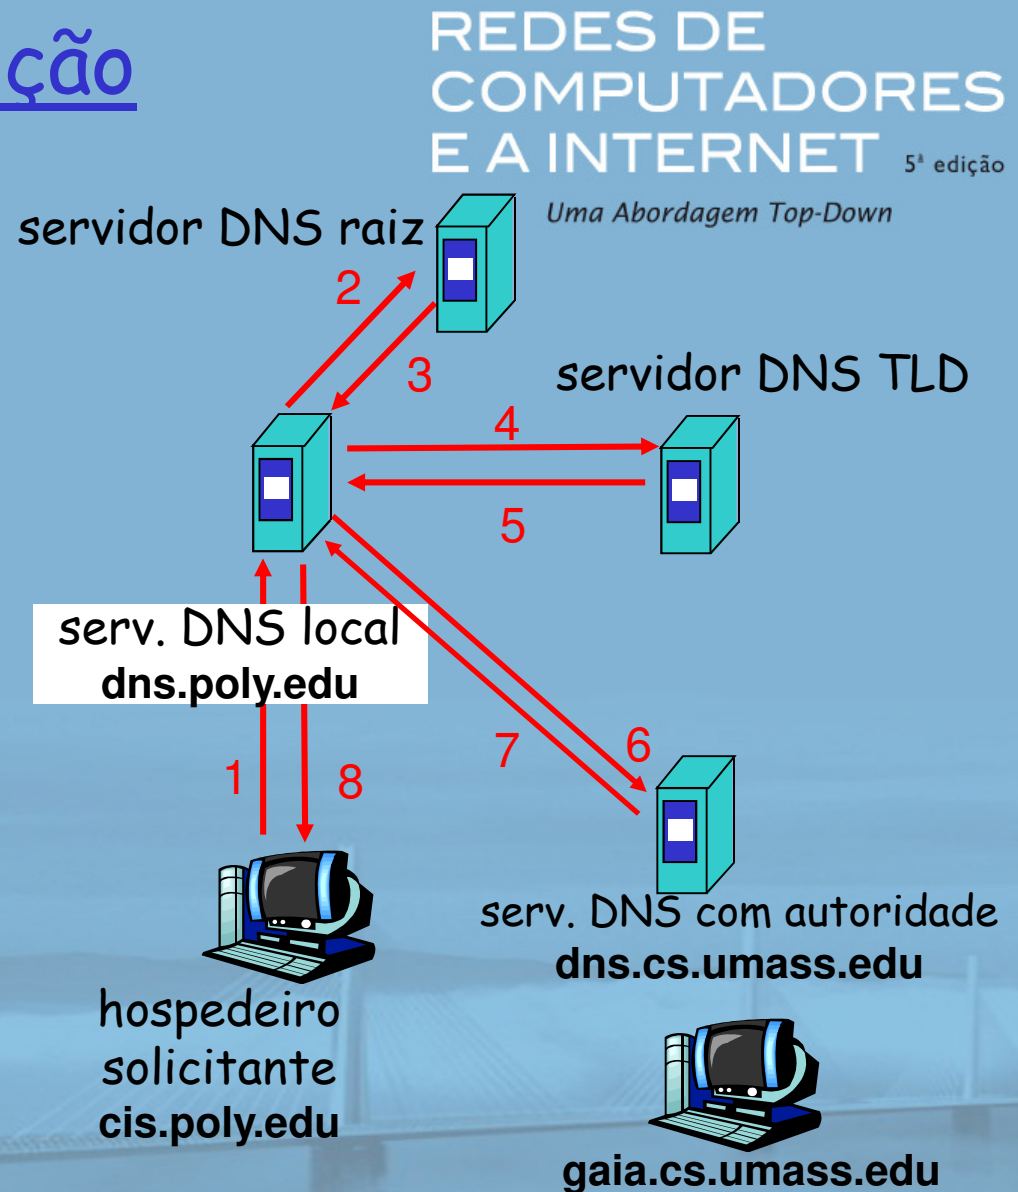 ção
REDES DE
COMPUTADORES
E A INTERNET 5ª edição
Uma Abordagem Top-Down
servidor DNS raiz
2
3
servidor DNS TLD
4
5
serv. DNS local
dns.poly.edu
7
6
1
8
serv. DNS com autoridade
dns.cs.umass.edu
hospedeiro
solicitante
cis.poly.edu
gaia.cs.umass.edu